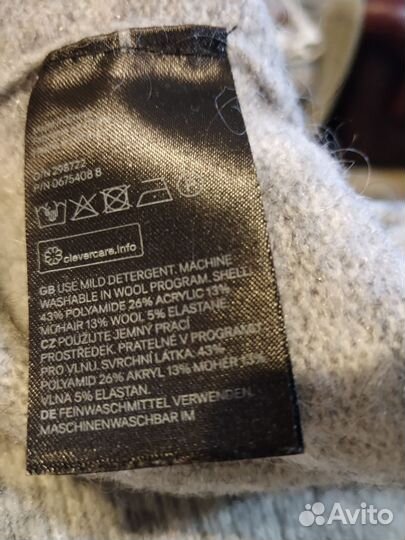 O/N 298722
P/N 0675408 B
P
clevercare.info
GB USE MILD DETERGENT. MACHINE
WASHABLE IN WOOL PROGRAM. SHELL:
43% POLYAMIDE 26% ACRYLIC 13%
MOHAIR 13% WOOL 5% ELASTANE.
CZ POUŽIJTE JEMNÝ PRACÍ
PROSTŘEDEK. PRATELNÉ V PROGRAMU
PRO VLNU. SVRCHNÍ LÁTKA: 43%
POLYAMID 26% AKRYL 13% MOHÉR 13%
VLNA 5% ELASTAN.
DE FEINWASCHMITTEL VERWENDEN.
MASCHINENWASCHBAR IM
Avito